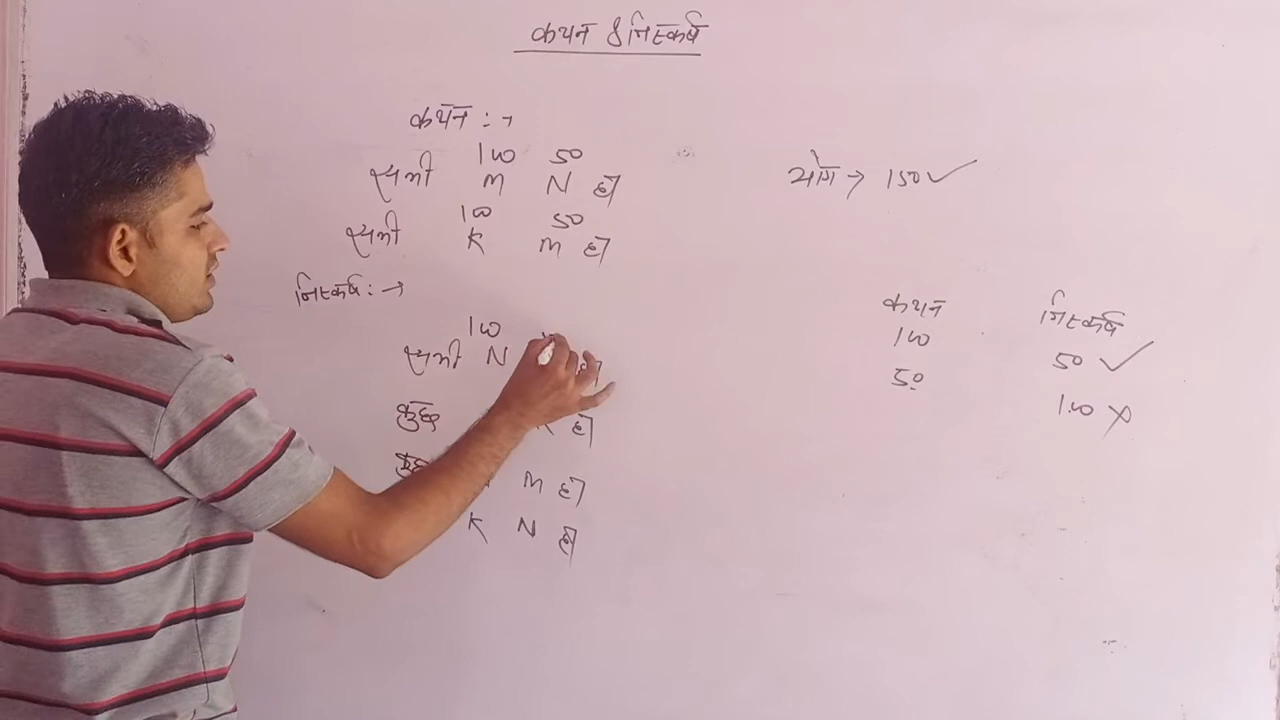 कथन & निष्कर्ष
कथन :→
100 50
सभी M N है
100 50
सभी K M है
निष्कर्ष :→
100
सभी N है
कुछ K है
कुछ M है
K N है
योग → 150 ✓
कथन निष्कर्ष
100 50 ✓
50 100 ✗